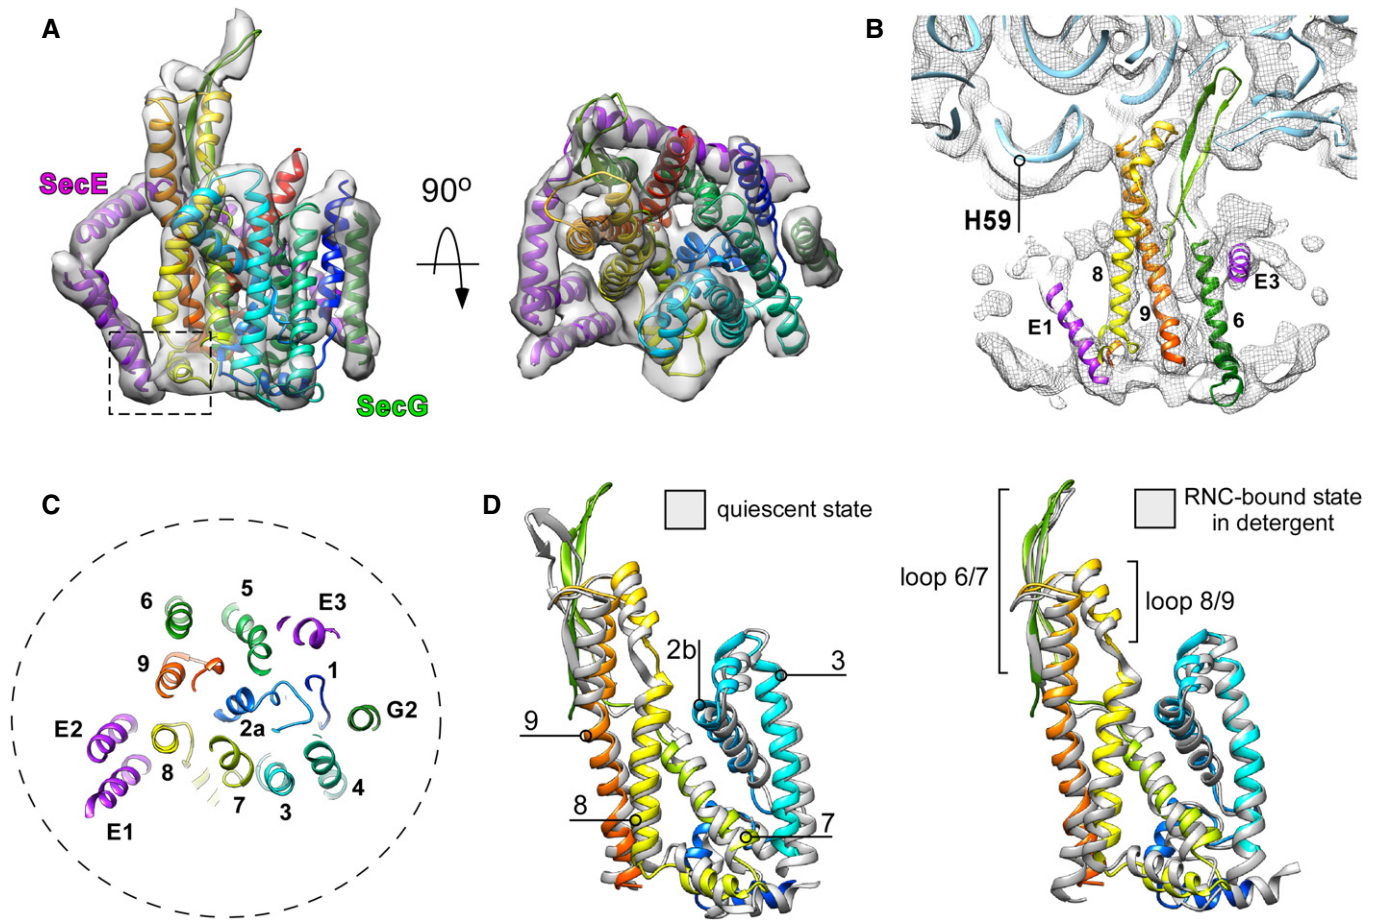 A
SecE
SecG
90º
B
H59
8
9
E1
E3
6
C
6
5
E3
9
1
E2
2a
G2
8
7
3
4
E1
D
quiescent state
2b
3
9
8
7
RNC-bound state
in detergent
loop 6/7
loop 8/9